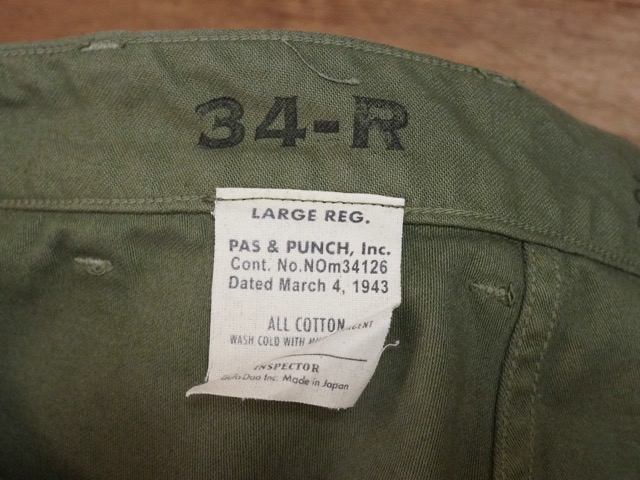 34-R
LARGE REG.
PAS & PUNCH, Inc.
Cont. No.NOm34126
Dated March 4, 1943
ALL COTTON
WASH COLD WITH
INSPECTOR
Inc. Made in Japan